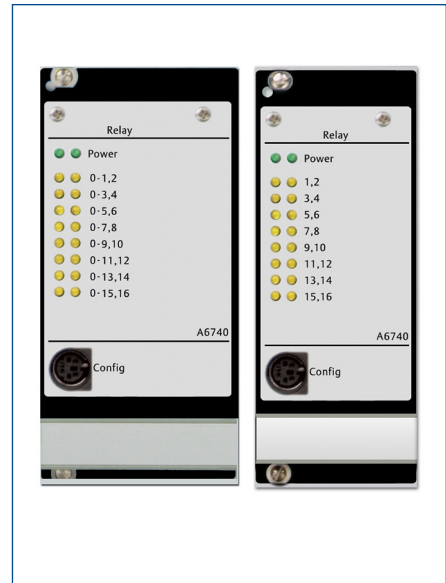 Relay
Power
0-1,2
0-3,4
0-5,6
0-7,8
0-9,10
0-11,12
0-13,14
0-15,16
A6740
Config
Relay
Power
1,2
3,4
5,6
7,8
9,10
11,12
13,14
15,16
A6740
Config